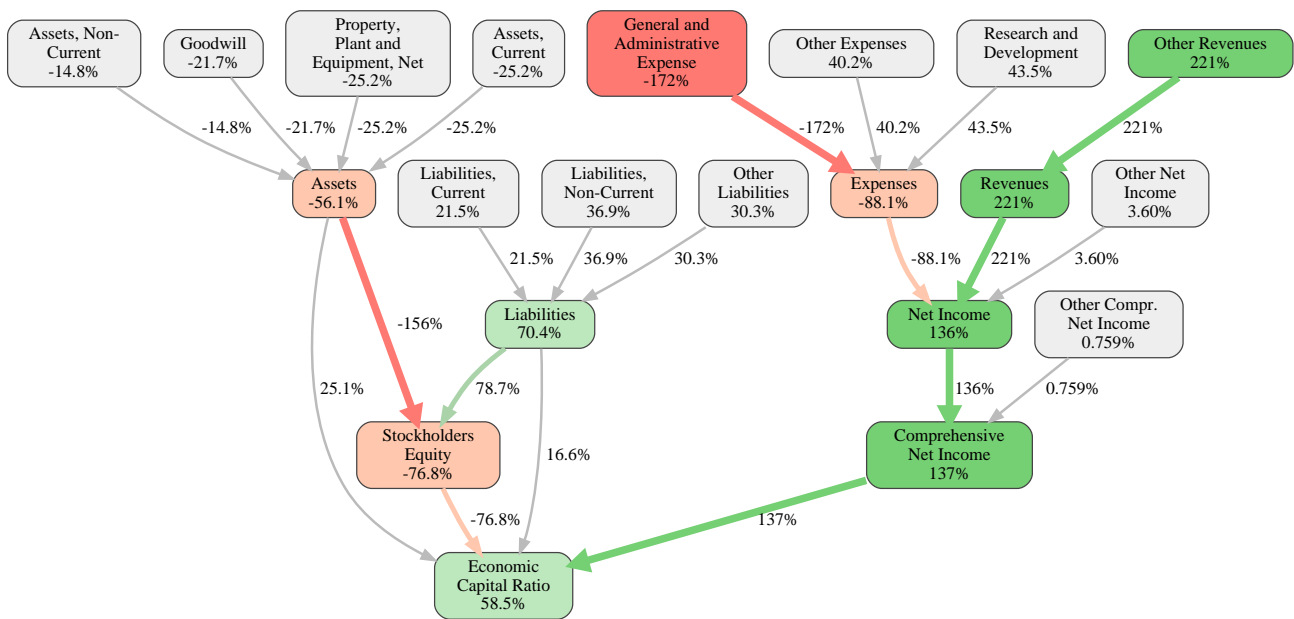 Assets, Non-
Current
-14.8%
Goodwill
-21.7%
Property,
Plant and
Equipment, Net
-25.2%
Assets,
Current
-25.2%
General and
Administrative
Expense
-172%
Other Expenses
40.2%
Research and
Development
43.5%
Other Revenues
221%
-14.8%
-21.7%
-25.2%
-25.2%
-172%
40.2%
43.5%
221%
Assets
-56.1%
Liabilities,
Current
21.5%
Liabilities,
Non-Current
36.9%
Other
Liabilities
30.3%
Expenses
-88.1%
Revenues
221%
Other Net
Income
3.60%
21.5%
36.9%
30.3%
-88.1%
221%
3.60%
-156%
Liabilities
70.4%
Net Income
136%
Other Compr.
Net Income
0.759%
25.1%
78.7%
136%
0.759%
Stockholders
Equity
-76.8%
16.6%
Comprehensive
Net Income
137%
-76.8%
137%
Economic
Capital Ratio
58.5%